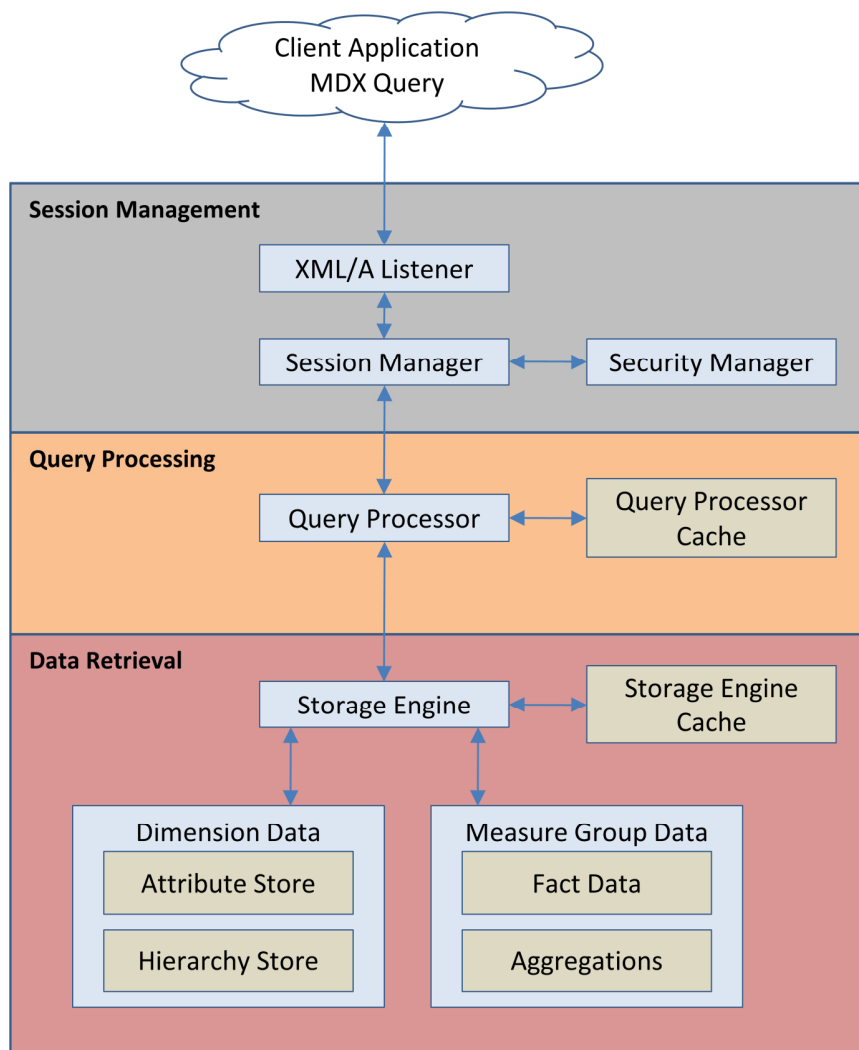 Client Application
MDX Query
Session Management
XML/A Listener
Session Manager
Security Manager
Query Processing
Query Processor
Query Processor
Cache
Data Retrieval
Storage Engine
Storage Engine
Cache
Dimension Data
Attribute Store
Hierarchy Store
Measure Group Data
Fact Data
Aggregations